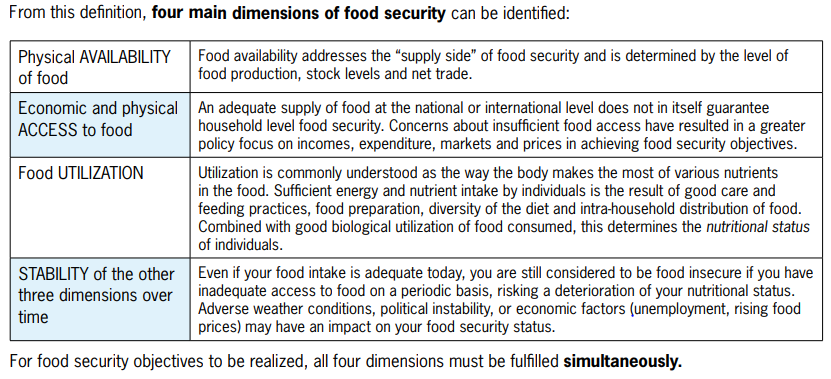 From this definition, four main dimensions of food security can be identified:
Physical AVAILABILITY
of food
Food availability addresses the “supply side” of food security and is determined by the level of
food production, stock levels and net trade.
Economic and physical
ACCESS to food
An adequate supply of food at the national or international level does not in itself guarantee
household level food security. Concerns about insufficient food access have resulted in a greater
policy focus on incomes, expenditure, markets and prices in achieving food security objectives.
Food UTILIZATION
Utilization is commonly understood as the way the body makes the most of various nutrients
in the food. Sufficient energy and nutrient intake by individuals is the result of good care and
feeding practices, food preparation, diversity of the diet and intra-household distribution of food.
Combined with good biological utilization of food consumed, this determines the nutritional status
of individuals.
STABILITY of the other
three dimensions over
time
Even if your food intake is adequate today, you are still considered to be food insecure if you have
inadequate access to food on a periodic basis, risking a deterioration of your nutritional status.
Adverse weather conditions, political instability, or economic factors (unemployment, rising food
prices) may have an impact on your food security status.
For food security objectives to be realized, all four dimensions must be fulfilled simultaneously.